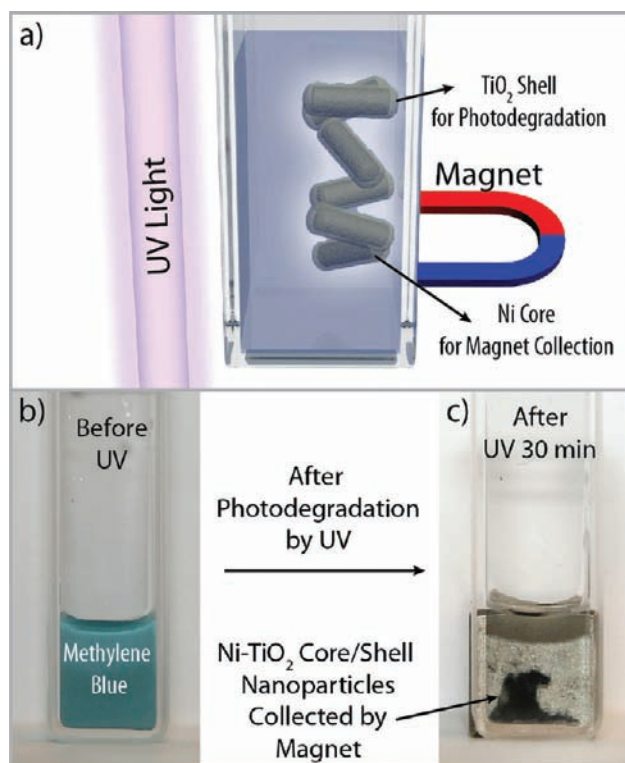 a)
UV Light
TiO₂ Shell
for Photodegradation
Magnet
Ni Core
for Magnet Collection
b)
Before
UV
Methylene
Blue
After
Photodegradation
by UV
Ni-TiO₂ Core/Shell
Nanoparticles
Collected by
Magnet
c)
After
UV 30 min